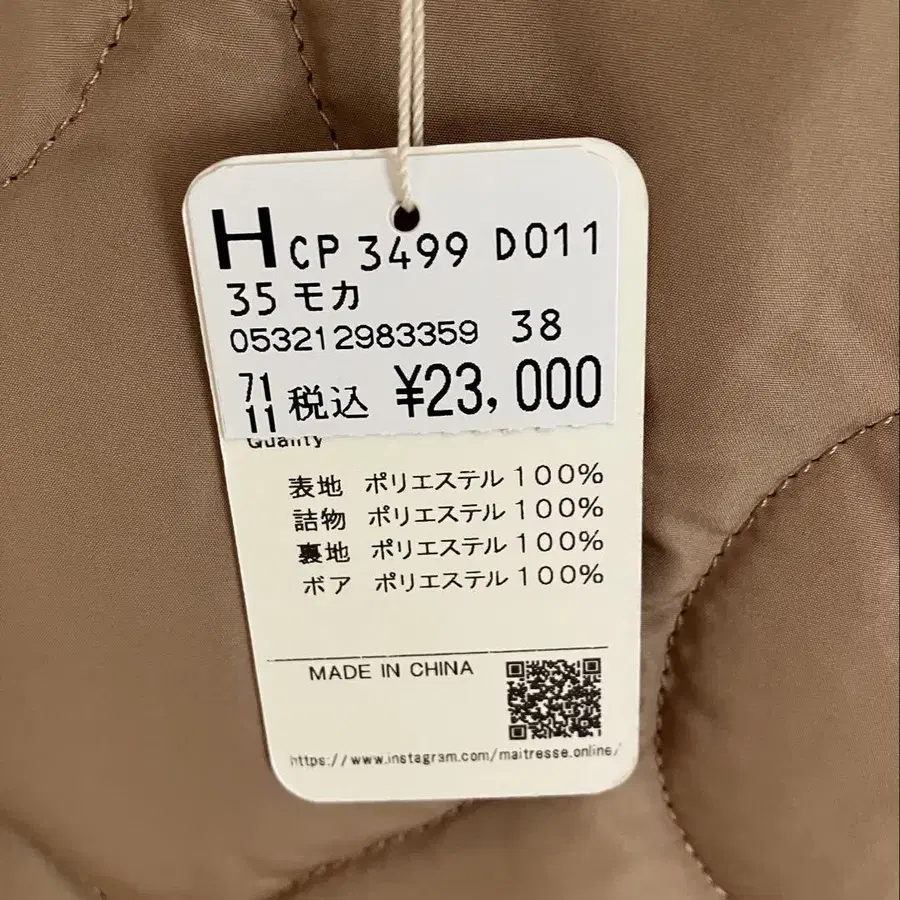 H CP 3499 D011
35 モカ
053212983359 38
71
11 税込 ¥23,000
Quality
表地 ポリエステル 100%
詰物 ポリエステル 100%
裏地 ポリエステル 100%
ボア ポリエステル 100%
MADE IN CHINA
https://www.instagram.com/maitresse.online/